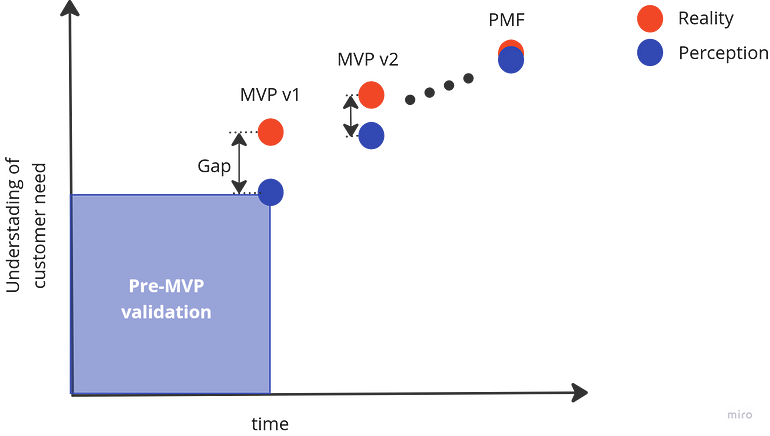 PMF
Reality
MVP v2
Perception
MVP v1
Gap
Understading of
customer need
Pre-MVP
validation
time
miro